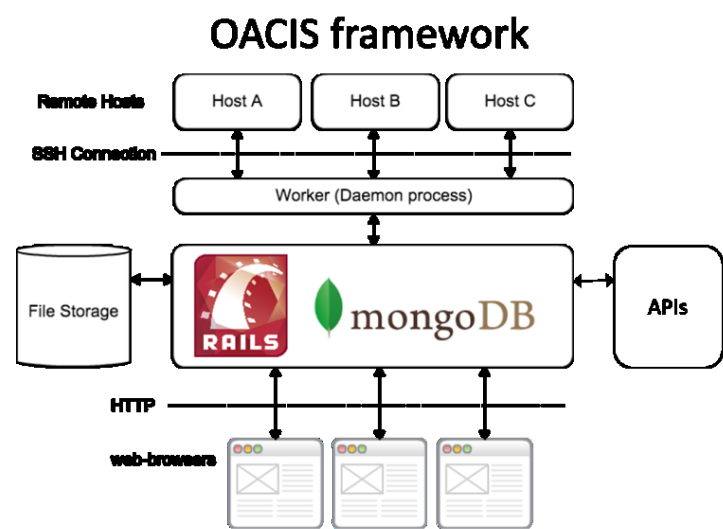 OACIS framework
Remote Hosts
Host A
Host B
Host C
SSH Connection
Worker (Daemon process)
File Storage
RAILS
mongoDB
APIs
HTTP
web-browsers